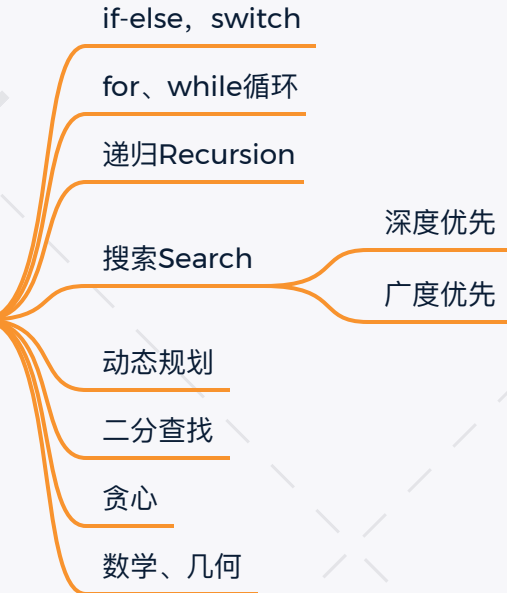 if-else，switch
for、while循环
递归Recursion
深度优先
搜索Search
广度优先
动态规划
二分查找
贪心
数学、几何